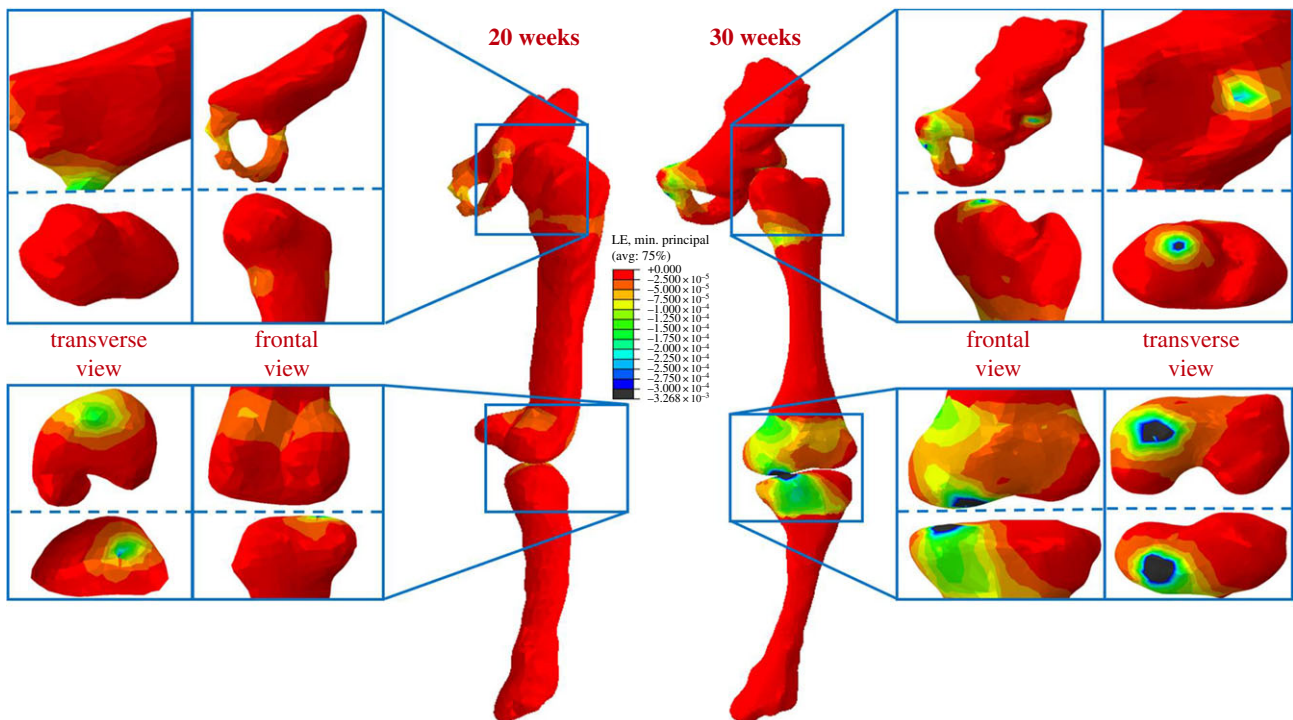 20 weeks
30 weeks
LE, min. principal
(avg: 75%)
+0.000
−2.500 × 10⁻⁵
−5.000 × 10⁻⁵
−7.500 × 10⁻⁵
−1.000 × 10⁻⁴
−1.250 × 10⁻⁴
−1.500 × 10⁻⁴
−1.750 × 10⁻⁴
−2.000 × 10⁻⁴
−2.250 × 10⁻⁴
−2.500 × 10⁻⁴
−2.750 × 10⁻⁴
−3.000 × 10⁻⁴
−3.268 × 10⁻³
transverse
view
frontal
view
frontal
view
transverse
view